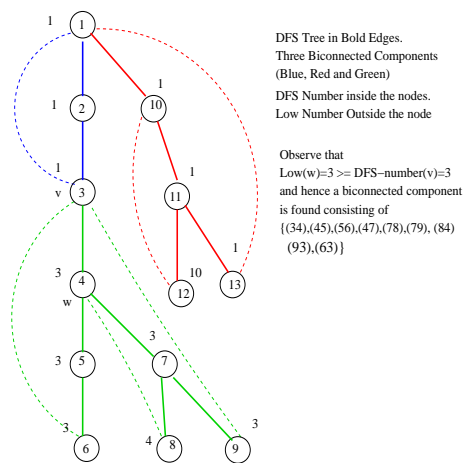 1
1
DFS Tree in Bold Edges.
Three Biconnected Components
(Blue, Red and Green)
DFS Number inside the nodes.
Low Number Outside the node
1
1
2
10
Observe that
Low(w)=3 >= DFS−number(v)=3
and hence a biconnected component
is found consisting of
{(34),(45),(56),(47),(78),(79), (84)
(93),(63)}
1
v
3
1
11
1
3
4
w
10
12
13
3
5
3
7
3
6
4
8
3
9